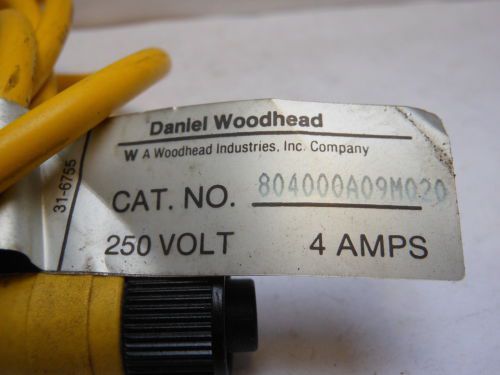 Daniel Woodhead
W A Woodhead Industries, Inc. Company
CAT. NO. 804000A09M020
250 VOLT 4 AMPS
31-6755